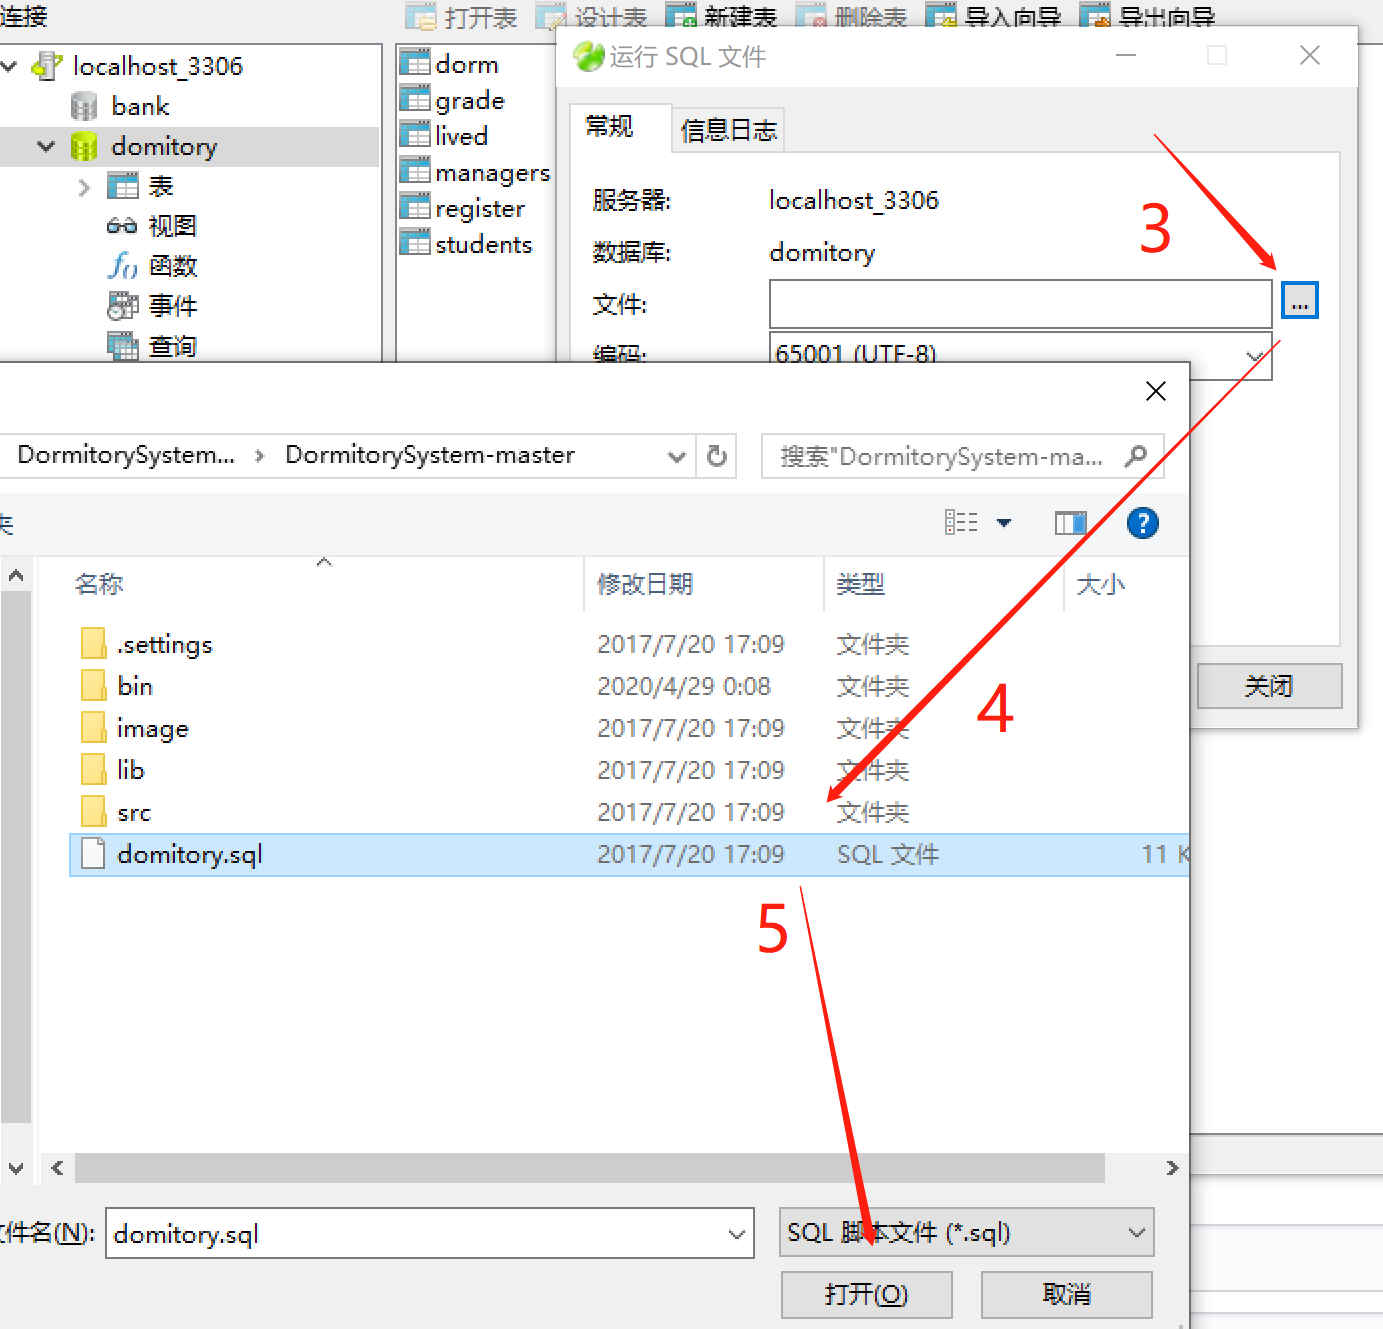 连接
打开表 设计表 新建表 删除表 导入向导 导出向导
localhost_3306
bank
domitory
表
视图
函数
事件
查询
dorm
grade
lived
managers
register
students
运行 SQL 文件
常规 信息日志
服务器: localhost_3306
数据库: domitory
文件: ...
编码: 65001 (UTF-8)
3
关闭
DormitorySystem... › DormitorySystem-master
搜索"DormitorySystem-ma...
夹
名称 修改日期 类型 大小
.settings 2017/7/20 17:09 文件夹
bin 2020/4/29 0:08 文件夹
image 2017/7/20 17:09 文件夹
lib 2017/7/20 17:09 文件夹
src 2017/7/20 17:09 文件夹
domitory.sql 2017/7/20 17:09 SQL 文件 11 K
4
5
文件名(N): domitory.sql
SQL 脚本文件 (*.sql)
打开(O) 取消